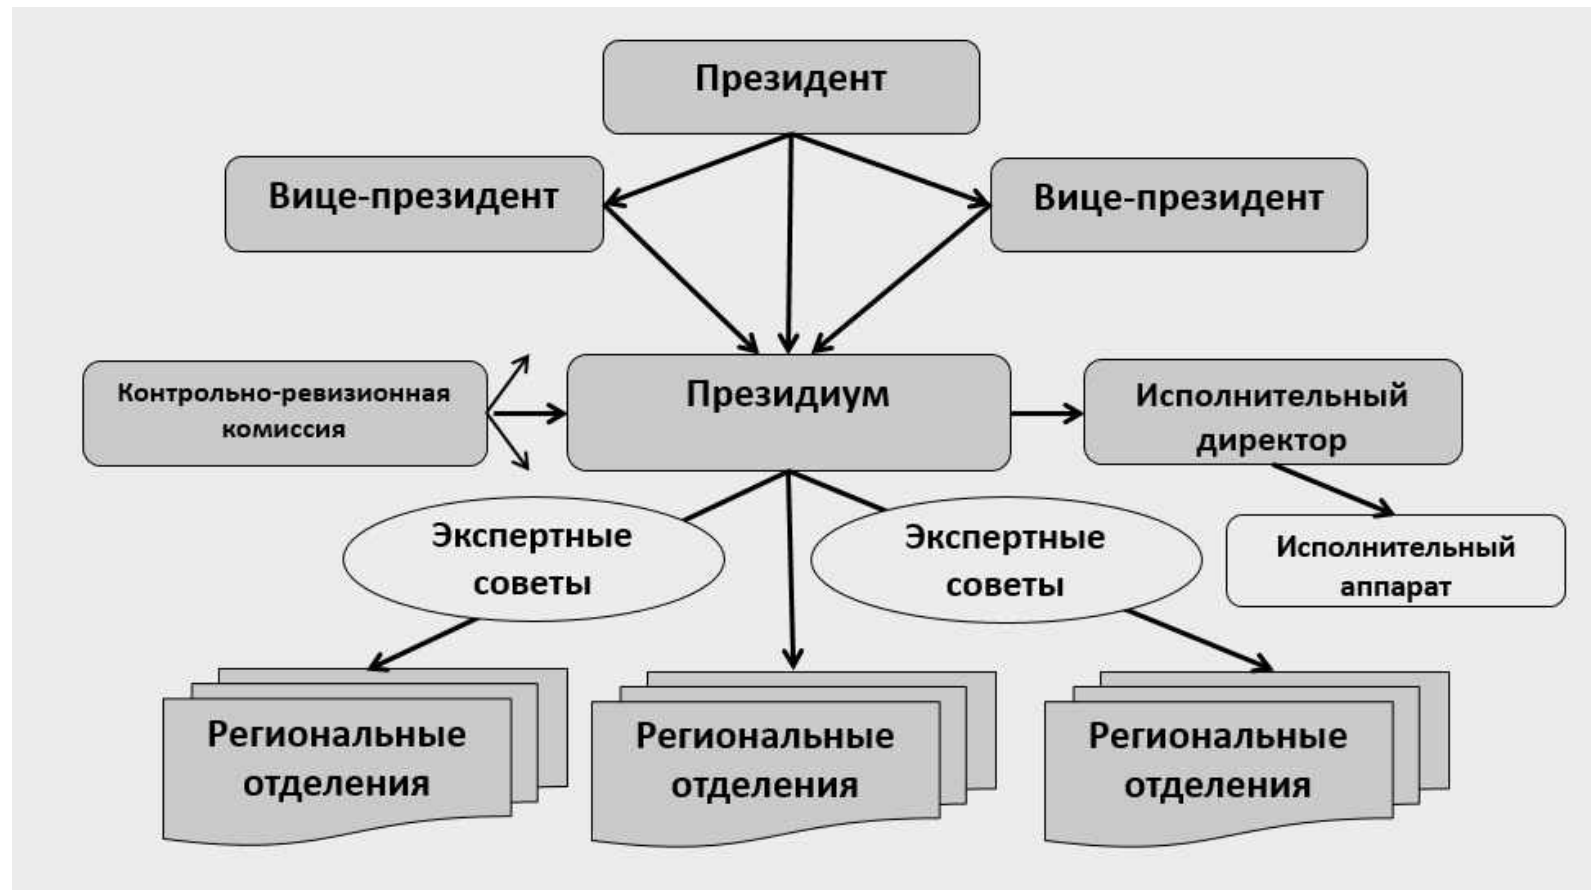 Президент
Вице-президент
Вице-президент
Контрольно-ревизионная
комиссия
Президиум
Исполнительный
директор
Экспертные
советы
Экспертные
советы
Исполнительный
аппарат
Региональные
отделения
Региональные
отделения
Региональные
отделения